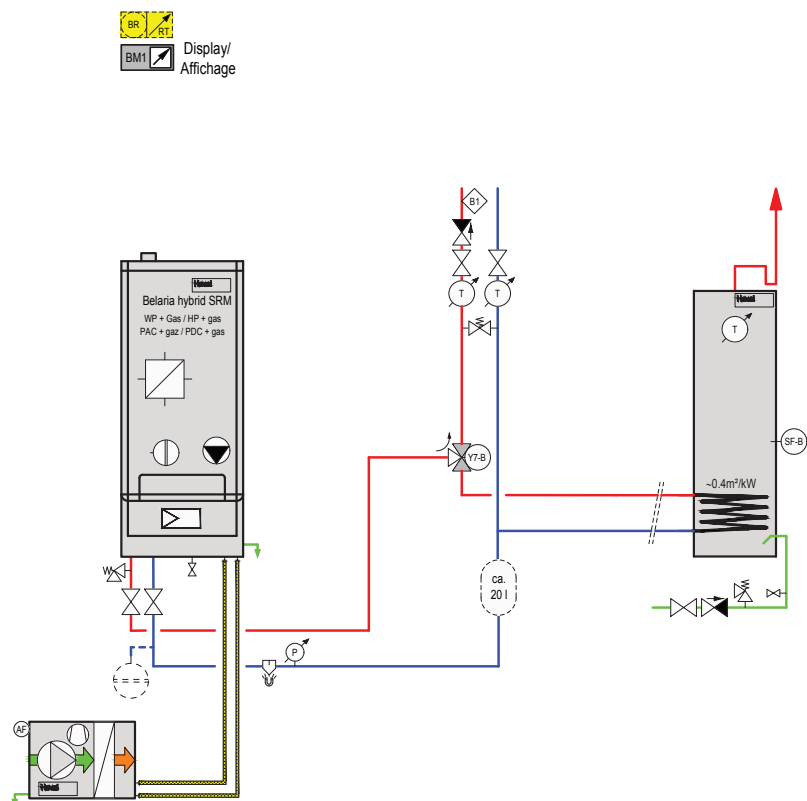 BR RT
BM1 Display/
Affichage
B1
Hoval
Belaria hybrid SRM
WP + Gas / HP + gas
PAC + gaz / PDC + gas
T T
Hoval
T
Y7-B
SF-B
~0.4m²/kW
ca.
20 l
P
AF
Hoval